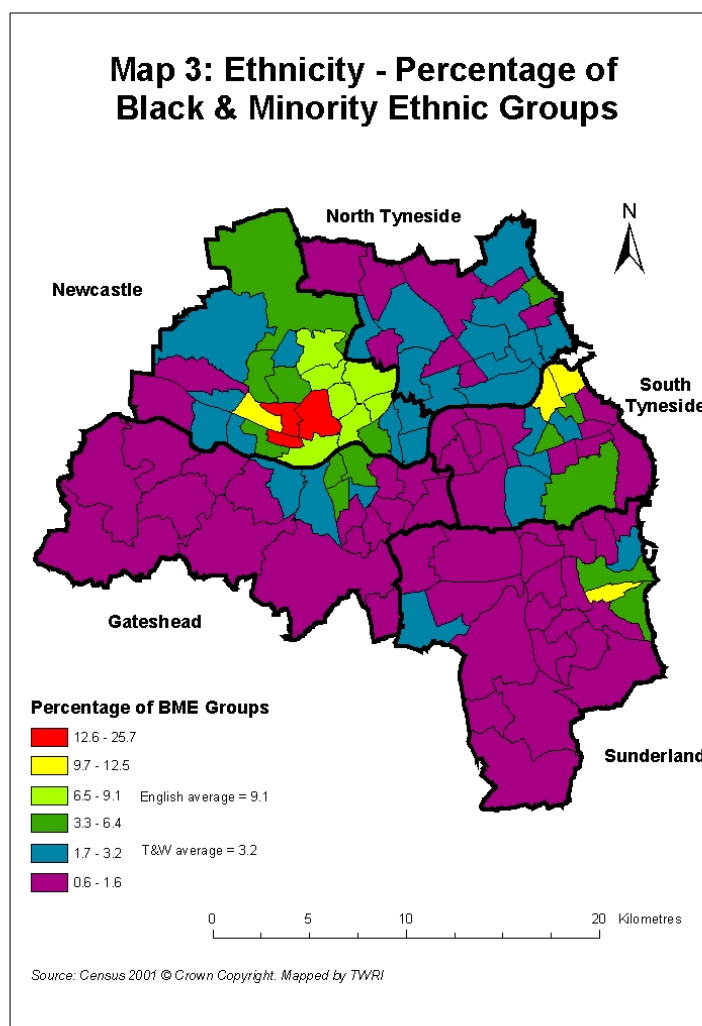 Map 3: Ethnicity - Percentage of
Black & Minority Ethnic Groups
North Tyneside
N
Newcastle
South
Tyneside
Gateshead
Sunderland
Percentage of BME Groups
12.6 - 25.7
9.7 - 12.5
6.5 - 9.1 English average = 9.1
3.3 - 6.4
1.7 - 3.2 T&W average = 3.2
0.6 - 1.6
0 5 10 20 Kilometres
Source: Census 2001 © Crown Copyright. Mapped by TWRI